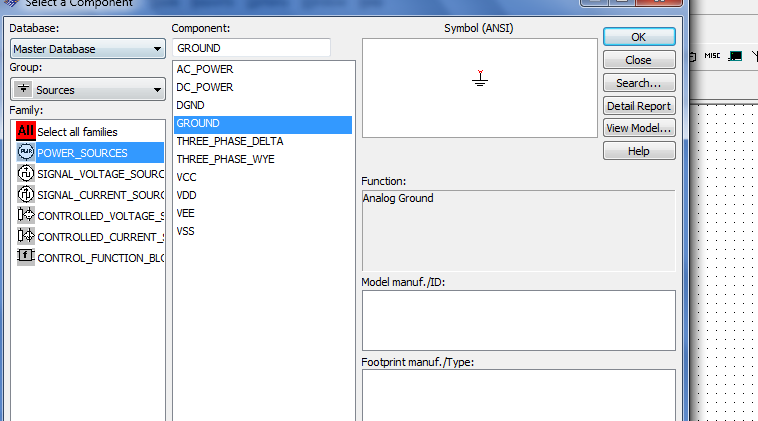 Select a Component
Database:
Master Database
Group:
Sources
Family:
All Select all families
PWR POWER_SOURCES
SIGNAL_VOLTAGE_SOURC
SIGNAL_CURRENT_SOURC
CONTROLLED_VOLTAGE_S
CONTROLLED_CURRENT_S
f CONTROL_FUNCTION_BLO
Component:
GROUND
AC_POWER
DC_POWER
DGND
GROUND
THREE_PHASE_DELTA
THREE_PHASE_WYE
VCC
VDD
VEE
VSS
Symbol (ANSI)
Function:
Analog Ground
Model manuf./ID:
Footprint manuf./Type:
OK
Close
Search...
Detail Report
View Model...
Help
MISC